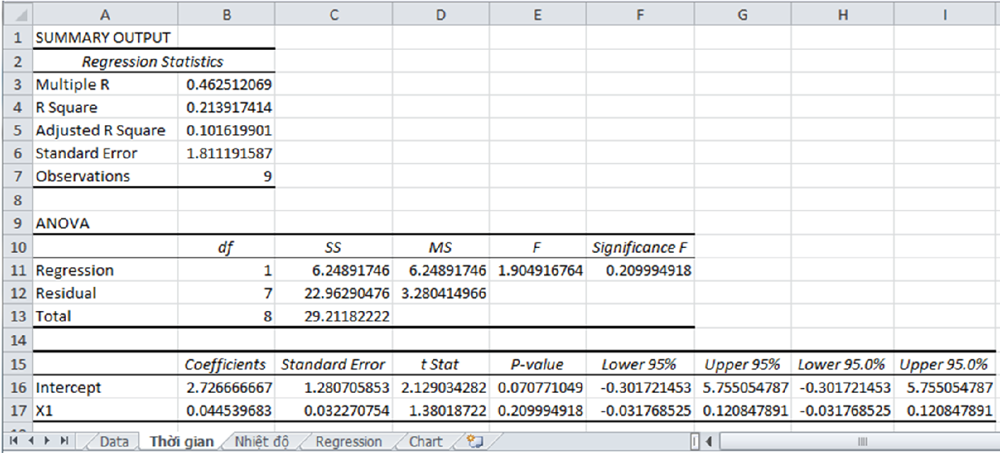 A B C D E F G H I
1 SUMMARY OUTPUT
2 Regression Statistics
3 Multiple R 0.462512069
4 R Square 0.213917414
5 Adjusted R Square 0.101619901
6 Standard Error 1.811191587
7 Observations 9
8
9 ANOVA
10 df SS MS F Significance F
11 Regression 1 6.24891746 6.24891746 1.904916764 0.209994918
12 Residual 7 22.96290476 3.280414966
13 Total 8 29.21182222
14
15 Coefficients Standard Error t Stat P-value Lower 95% Upper 95% Lower 95.0% Upper 95.0%
16 Intercept 2.726666667 1.280705853 2.129034282 0.070771049 -0.301721453 5.755054787 -0.301721453 5.755054787
17 X1 0.044539683 0.032270754 1.38018722 0.209994918 -0.031768525 0.120847891 -0.031768525 0.120847891
Data Thời gian Nhiệt độ Regression Chart